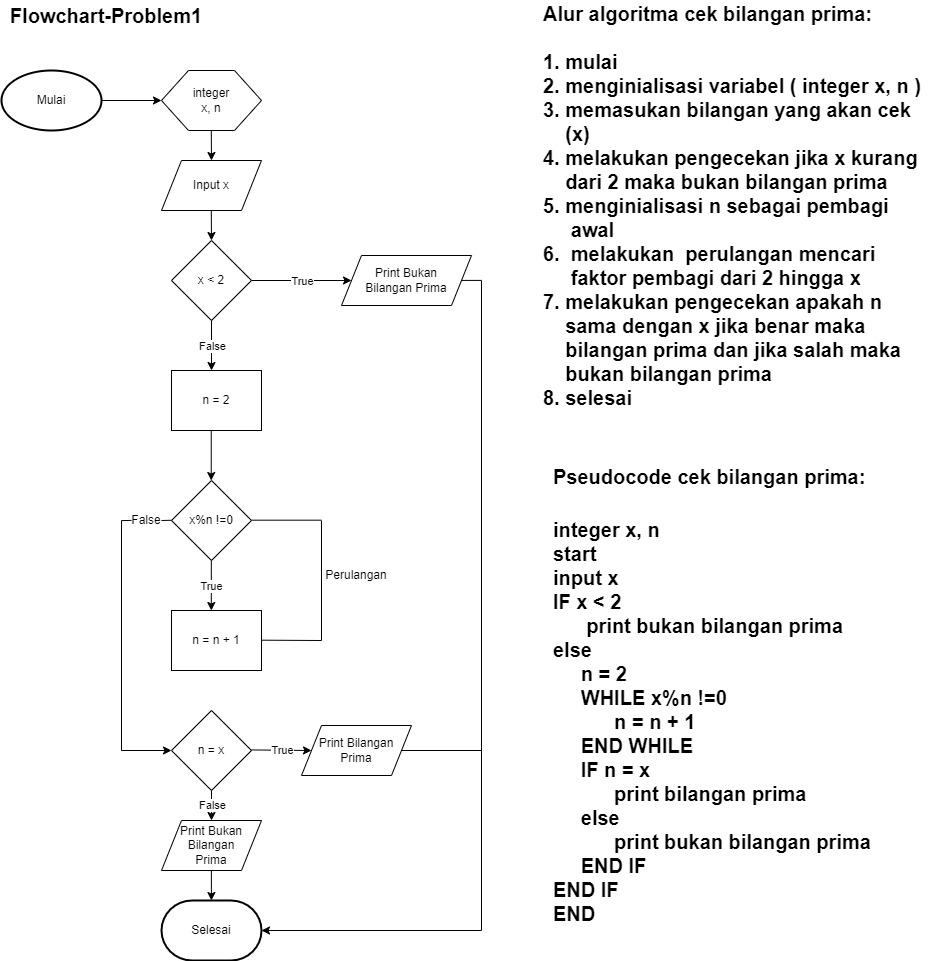 Flowchart-Problem1
Mulai
integer
x, n
Input x
x < 2
True
Print Bukan
Bilangan Prima
False
n = 2
x%n !=0
False
True
Perulangan
n = n + 1
n = x
True
Print Bilangan
Prima
False
Print Bukan
Bilangan
Prima
Selesai
Alur algoritma cek bilangan prima:
1. mulai
2. menginialisasi variabel ( integer x, n )
3. memasukan bilangan yang akan cek
(x)
4. melakukan pengecekan jika x kurang
dari 2 maka bukan bilangan prima
5. menginialisasi n sebagai pembagi
awal
6. melakukan perulangan mencari
faktor pembagi dari 2 hingga x
7. melakukan pengecekan apakah n
sama dengan x jika benar maka
bilangan prima dan jika salah maka
bukan bilangan prima
8. selesai
Pseudocode cek bilangan prima:
integer x, n
start
input x
IF x < 2
print bukan bilangan prima
else
n = 2
WHILE x%n !=0
n = n + 1
END WHILE
IF n = x
print bilangan prima
else
print bukan bilangan prima
END IF
END IF
END